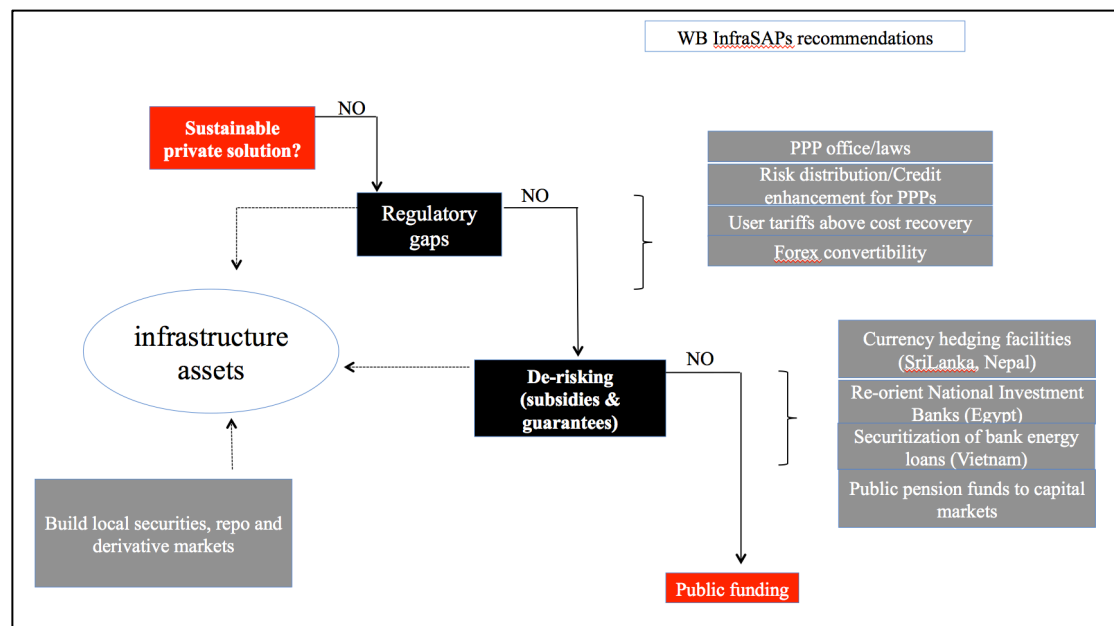 WB InfraSAPs recommendations
NO
Sustainable
private solution?
PPP office/laws
Risk distribution/Credit
enhancement for PPPs
User tariffs above cost recovery
Forex convertibility
Regulatory
gaps
NO
infrastructure
assets
De-risking
(subsidies &
guarantees)
NO
Currency hedging facilities
(SriLanka, Nepal)
Re-orient National Investment
Banks (Egypt)
Securitization of bank energy
loans (Vietnam)
Public pension funds to capital
markets
Build local securities, repo and
derivative markets
Public funding